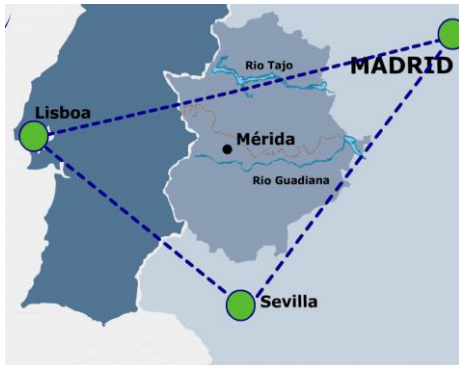 Rio Tajo
MADRID
Lisboa
Mérida
Rio Guadiana
Sevilla